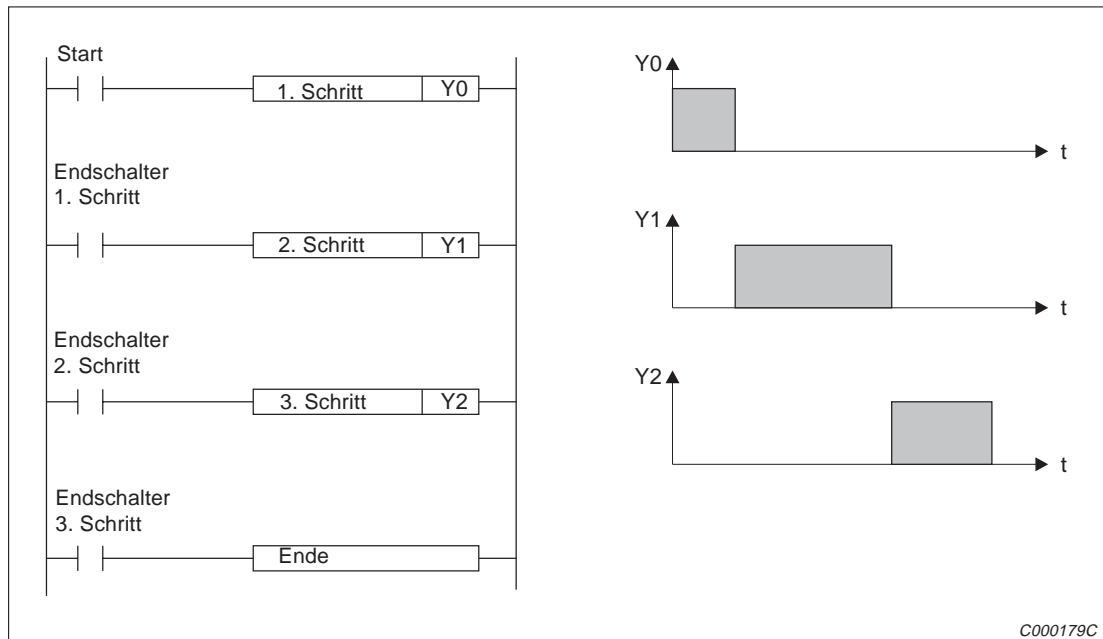 Start
1. Schritt Y0
Endschalter
1. Schritt
2. Schritt Y1
Endschalter
2. Schritt
3. Schritt Y2
Endschalter
3. Schritt
Ende
Y0
t
Y1
t
Y2
t
C000179C